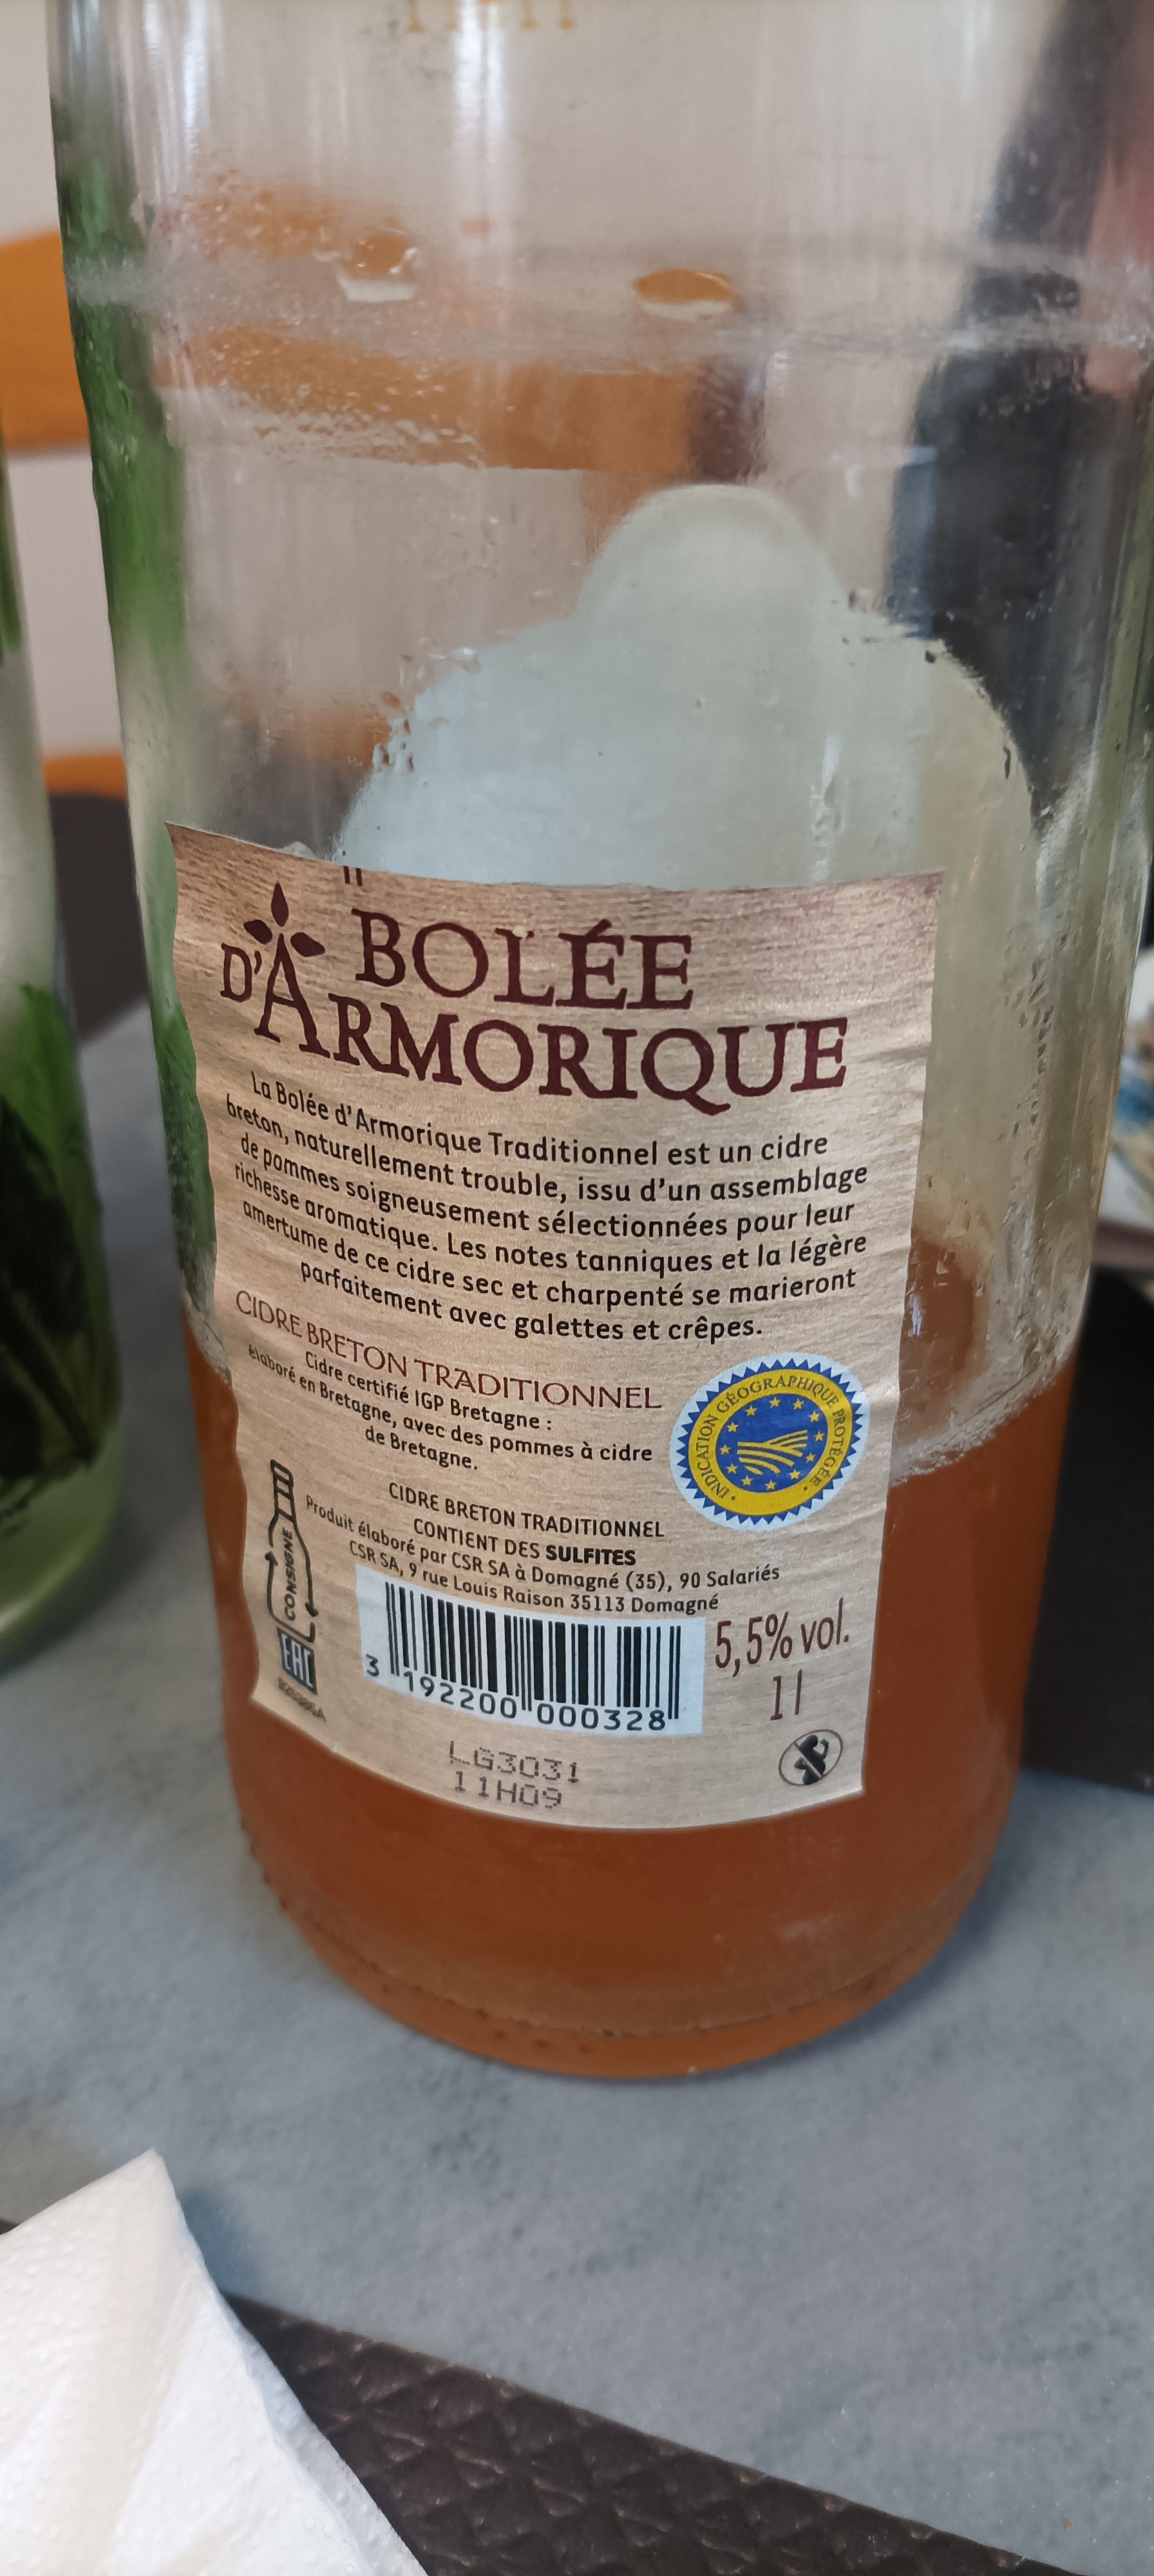 BOLÉE
D'ARMORIQUE
La Bolée d'Armorique Traditionnel est un cidre
breton, naturellement trouble, issu d'un assemblage
de pommes soigneusement sélectionnées pour leur
richesse aromatique. Les notes tanniques et la légère
amertume de ce cidre sec et charpenté se marieront
parfaitement avec galettes et crêpes.
CIDRE BRETON TRADITIONNEL
Cidre certifié IGP Bretagne :
élaboré en Bretagne, avec des pommes à cidre
de Bretagne.
INDICATION GÉOGRAPHIQUE PROTÉGÉE
CIDRE BRETON TRADITIONNEL
CONTIENT DES SULFITES
Produit élaboré par CSR SA à Domagné (35), 90 Salariés
CSR SA, 9 rue Louis Raison 35113 Domagné
CONSIGNE
EAC
3 192200 000328
5,5% vol.
1 l
LG3031
11H09